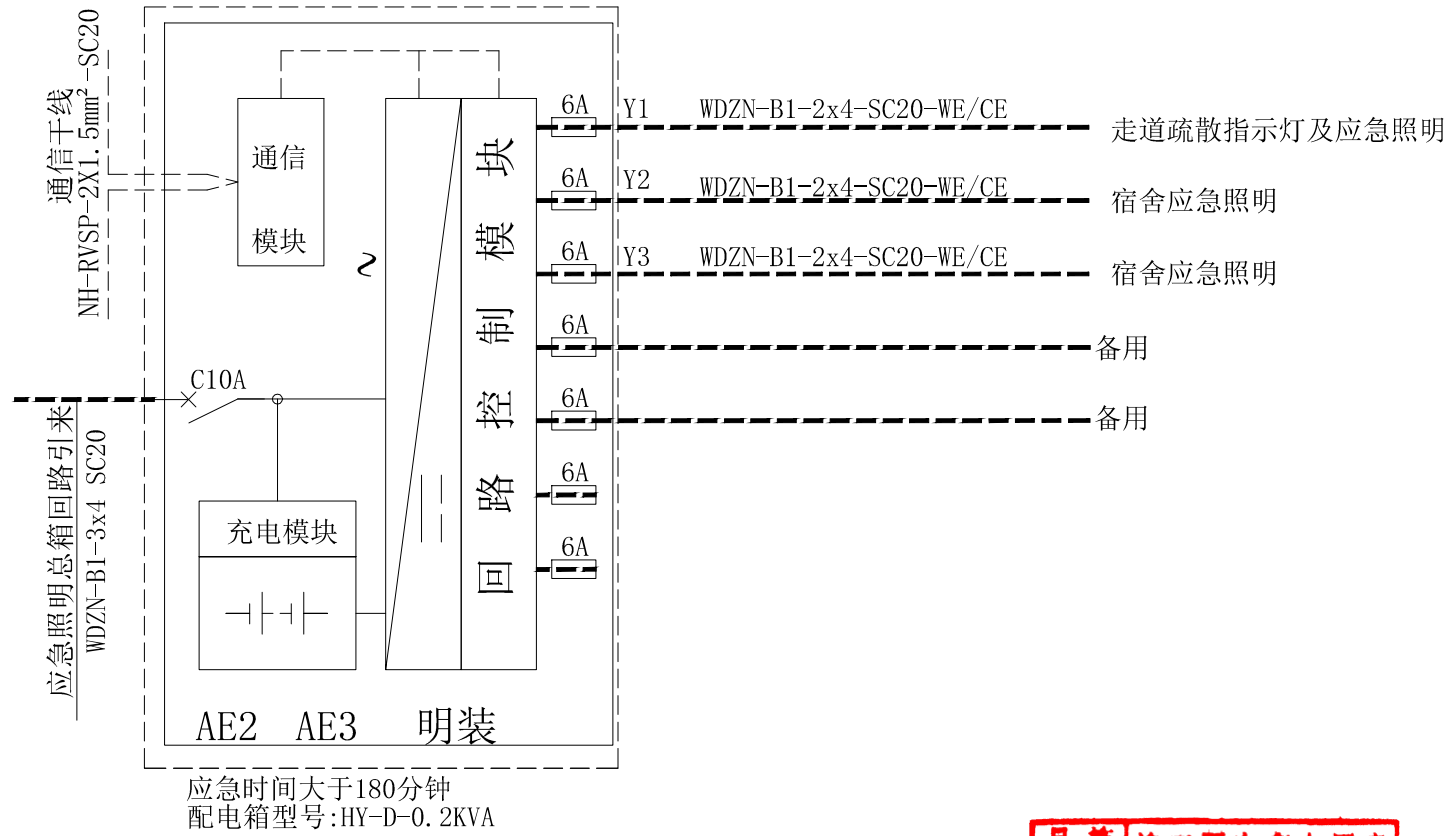 通信干线
NH-RVSP-2X1.5mm²-SC20
通信
模块
~
回路控制模块
6A Y1 WDZN-B1-2x4-SC20-WE/CE 走道疏散指示灯及应急照明
6A Y2 WDZN-B1-2x4-SC20-WE/CE 宿舍应急照明
6A Y3 WDZN-B1-2x4-SC20-WE/CE 宿舍应急照明
6A 备用
6A 备用
6A
6A
C10A
应急照明总箱回路引来
WDZN-B1-3x4 SC20
充电模块
AE2 AE3 明装
应急时间大于180分钟
配电箱型号:HY-D-0.2KVA